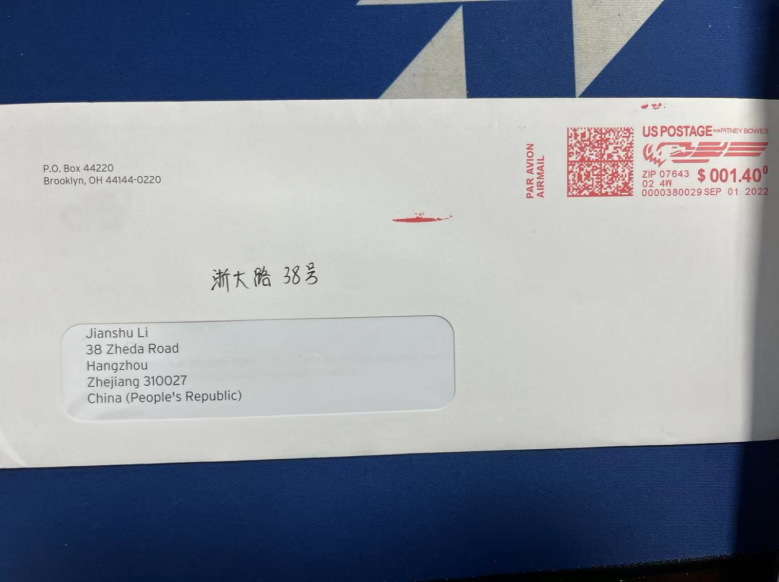 P.O. Box 44220
Brooklyn, OH 44144-0220
PAR AVION
AIRMAIL
US POSTAGE PITNEY BOWES
ZIP 07643 $ 001.40⁰
02 4W
0000380029 SEP 01 2022
浙大路 38号
Jianshu Li
38 Zheda Road
Hangzhou
Zhejiang 310027
China (People's Republic)